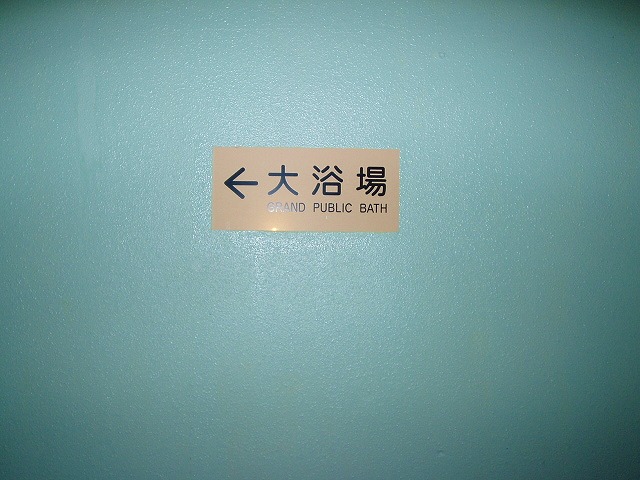 ←大浴場
GRAND PUBLIC BATH